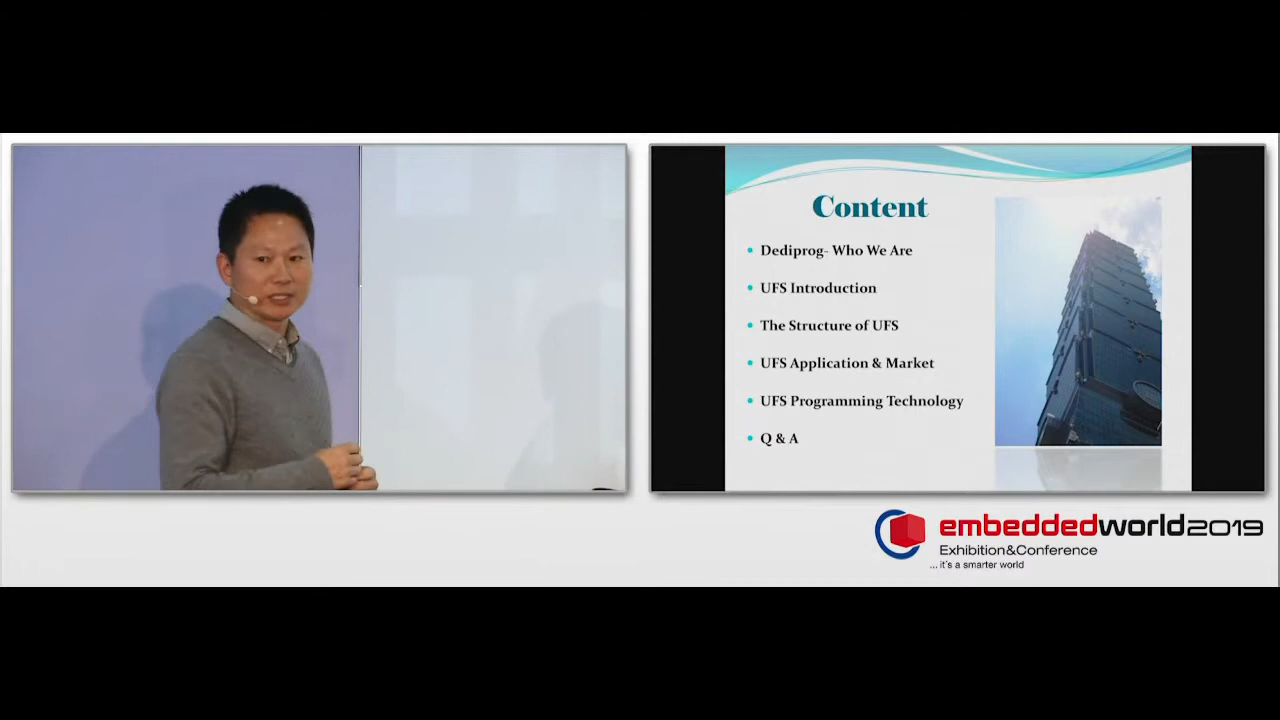 Content
Dediprog- Who We Are
UFS Introduction
The Structure of UFS
UFS Application & Market
UFS Programming Technology
Q & A
embeddedworld2019
Exhibition&Conference
... it's a smarter world